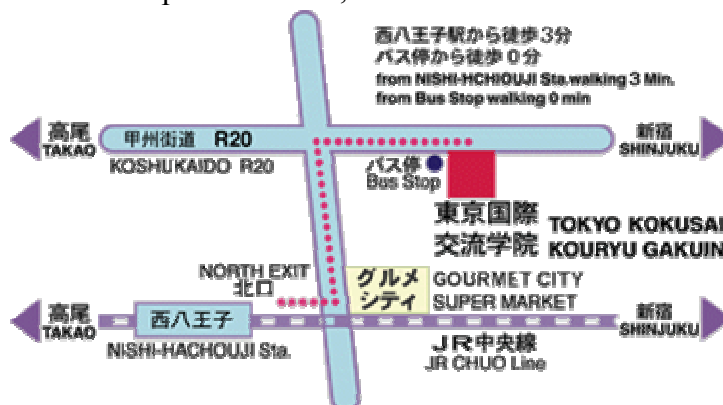 西八王子駅から徒歩3分
バス停から徒歩0分
from NISHI-HCHIOUJI Sta.walking 3 Min.
from Bus Stop walking 0 min
高尾
TAKAO
甲州街道 R20
新宿
SHINJUKU
KOSHUKAIDO R20
バス停
Bus Stop
東京国際 TOKYO KOKUSAI
交流学院 KOURYU GAKUIN
NORTH EXIT
北口
グルメ GOURMET CITY
シティ SUPER MARKET
高尾
TAKAO
西八王子
新宿
SHINJUKU
NISHI-HACHOUJI Sta.
JR中央線
JR CHUO Line